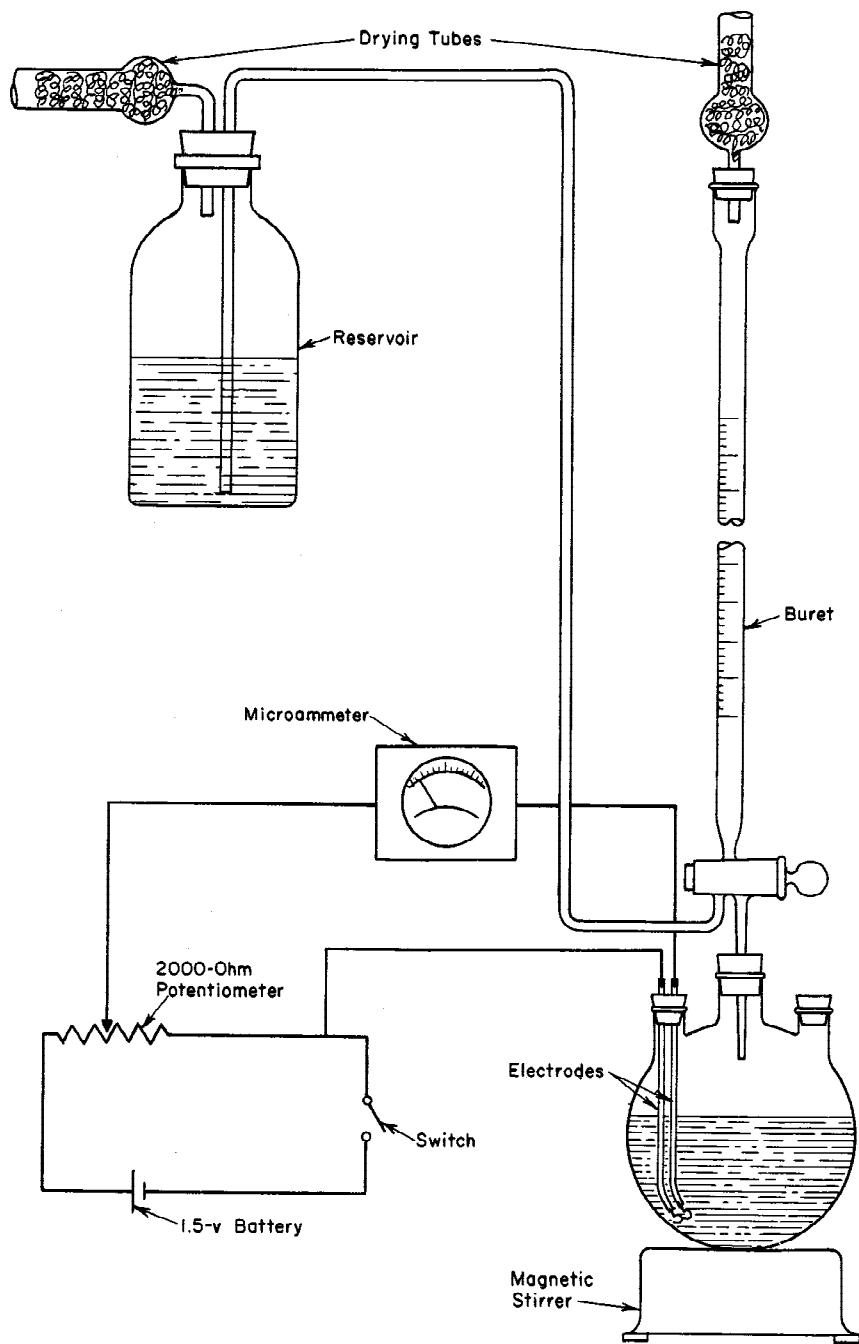 Drying Tubes
Reservoir
Buret
Microammeter
2000-Ohm
Potentiometer
Electrodes
Switch
1.5-v Battery
Magnetic
Stirrer